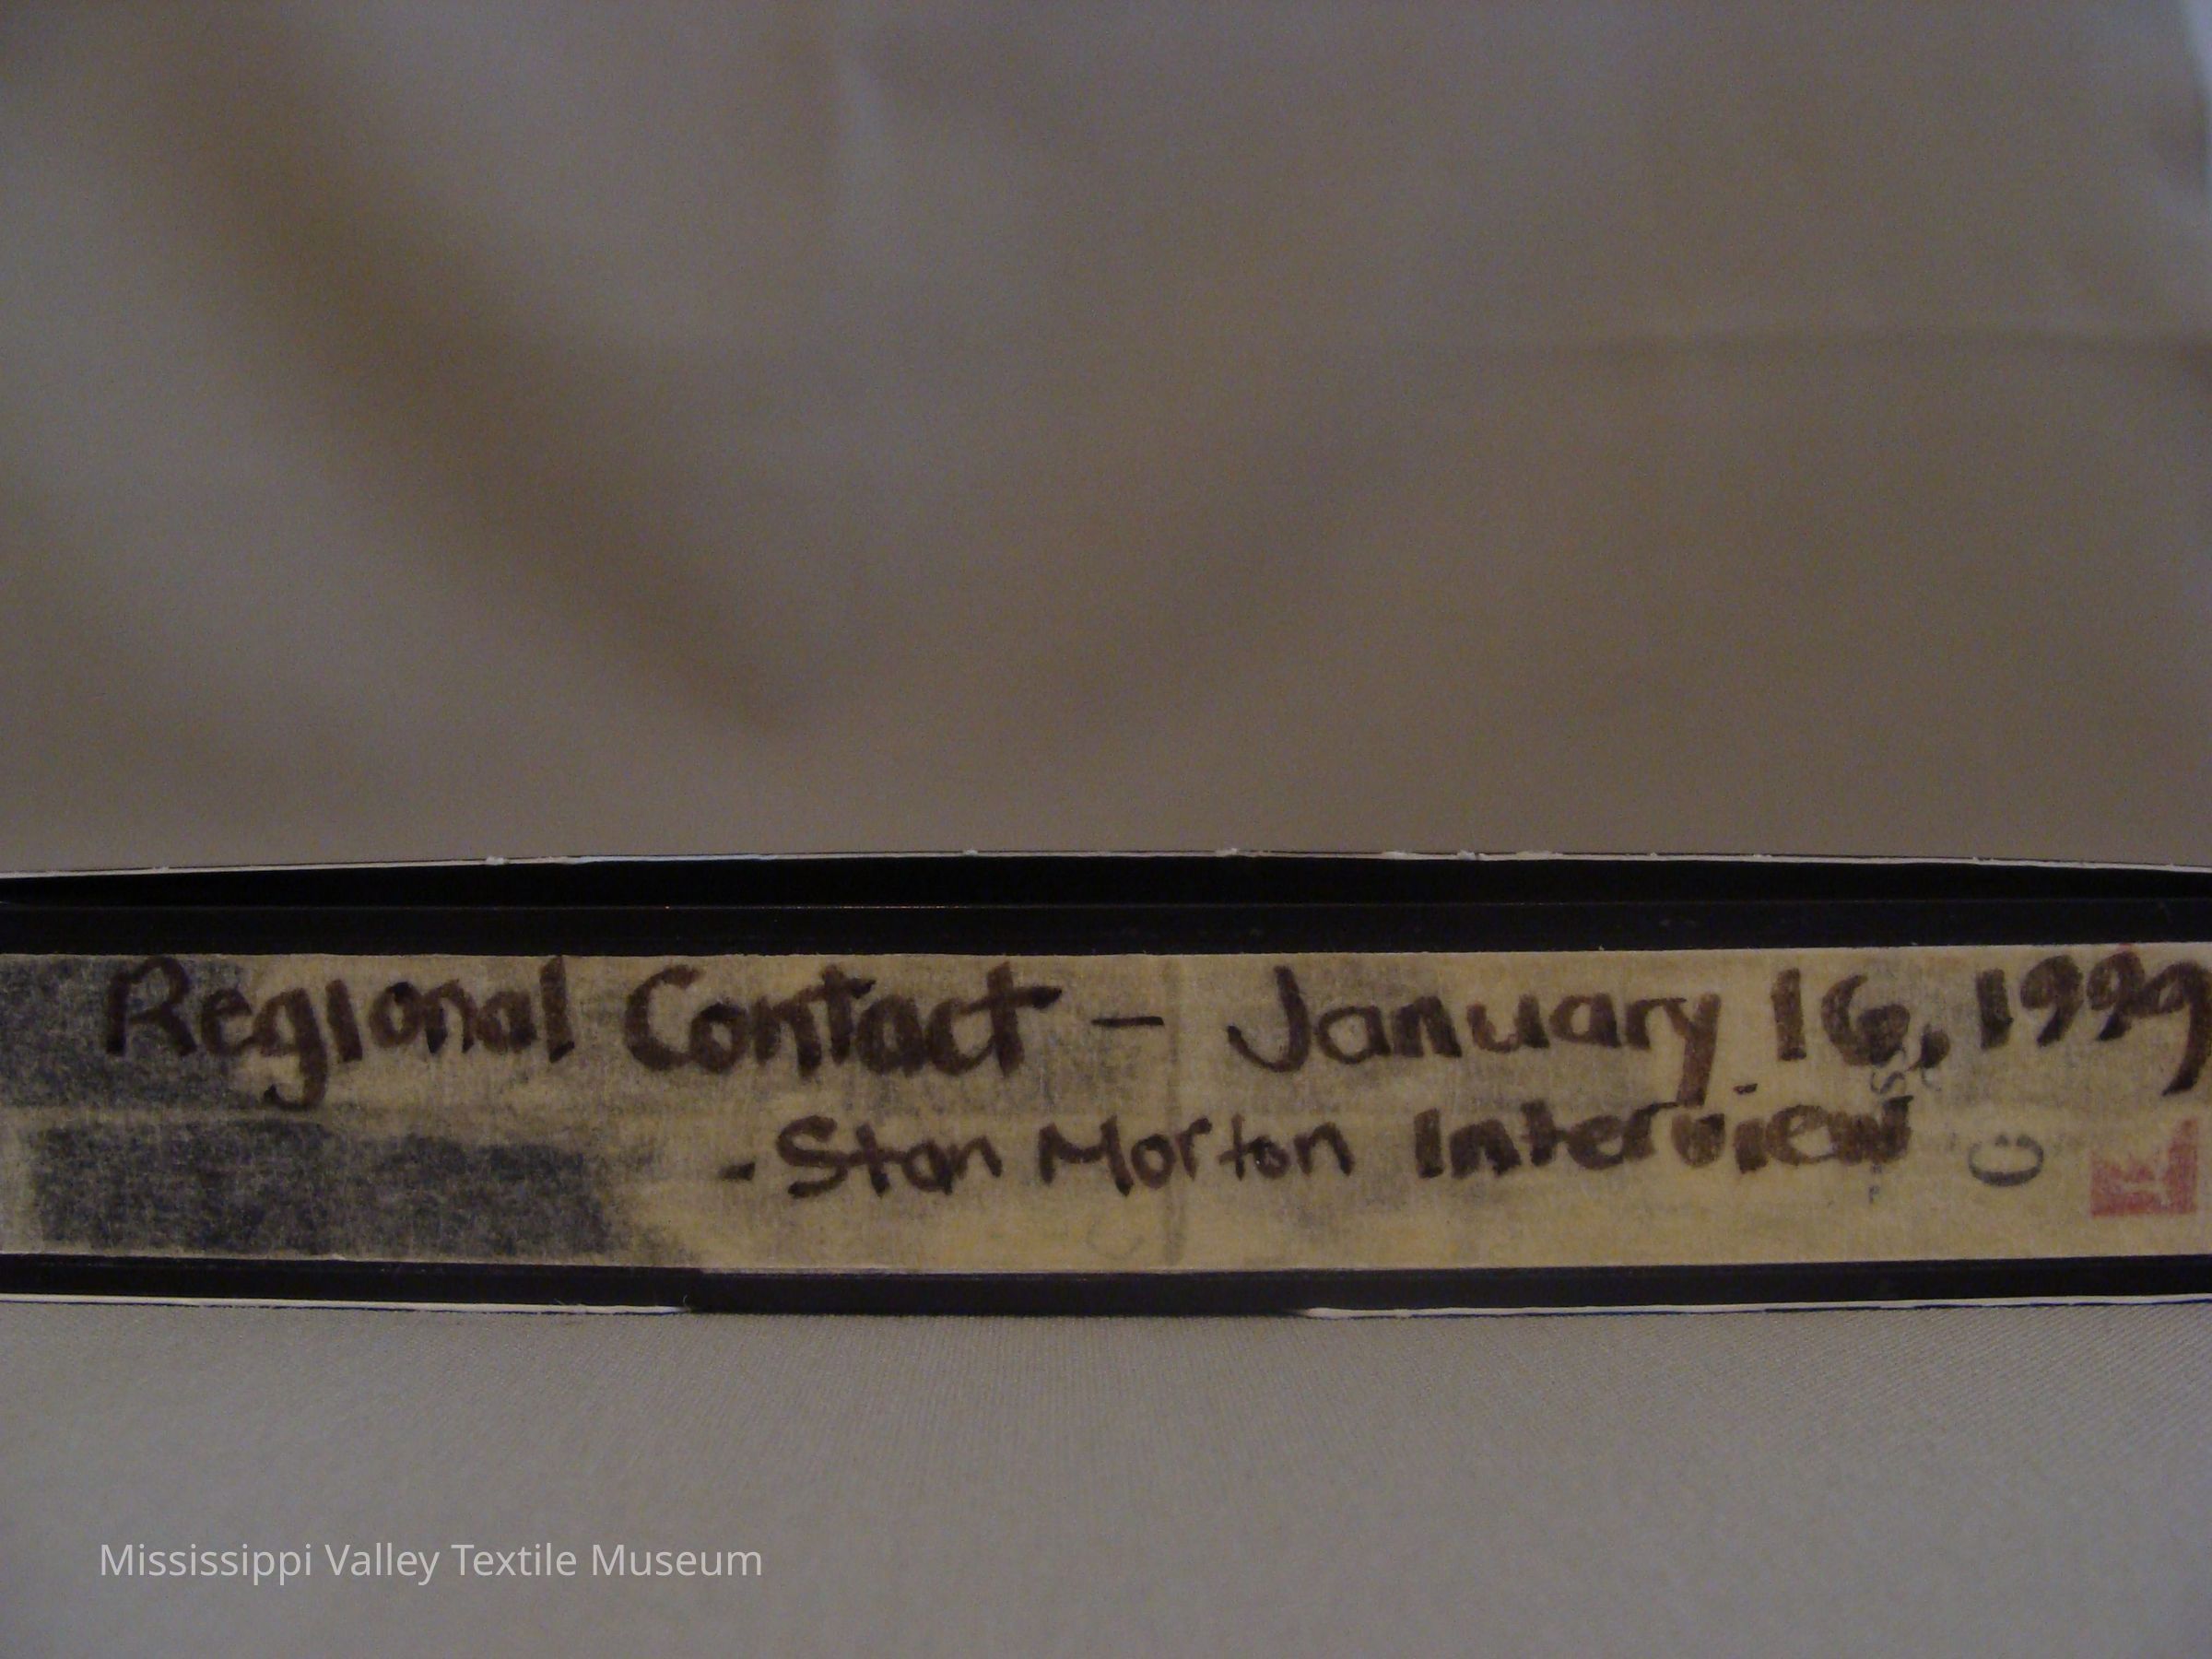 Regional Contact - January 16, 1999
- Stan Morton Interview
Mississippi Valley Textile Museum